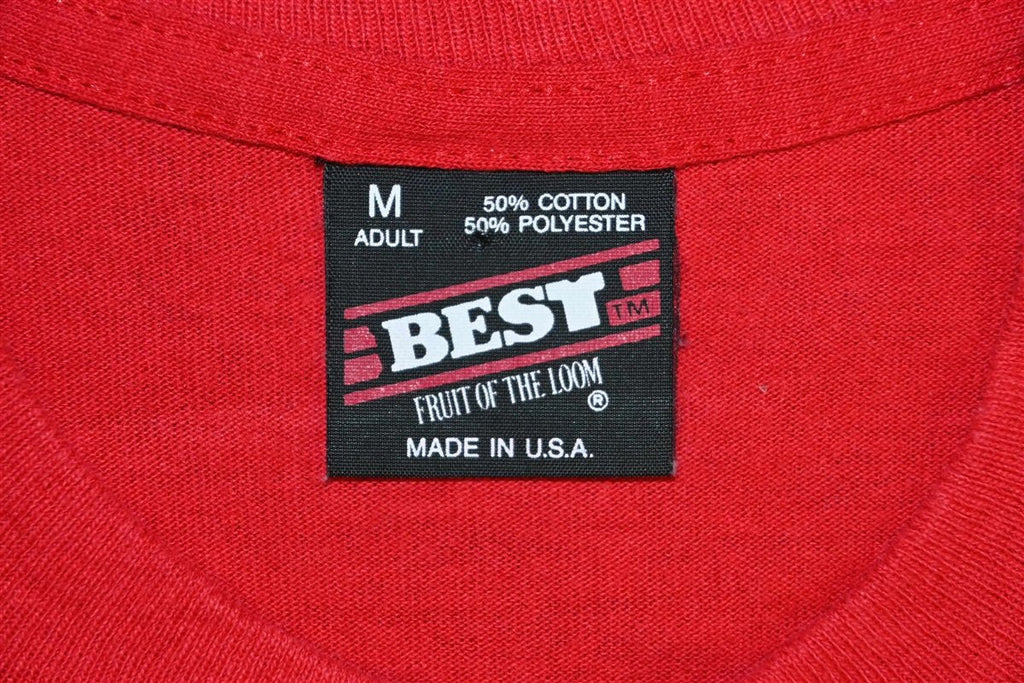 M
ADULT
50% COTTON
50% POLYESTER
BEST TM
FRUIT OF THE LOOM ®
MADE IN U.S.A.